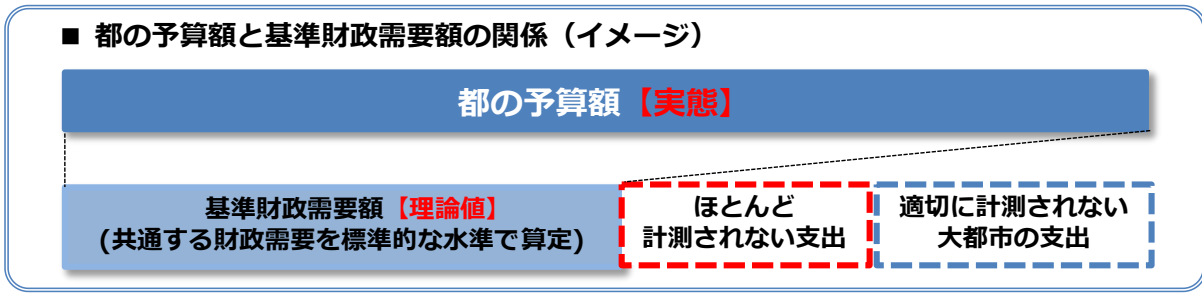 ■ 都の予算額と基準財政需要額の関係（イメージ）
都の予算額【実態】
基準財政需要額【理論値】
(共通する財政需要を標準的な水準で算定)
ほとんど
計測されない支出
適切に計測されない
大都市の支出